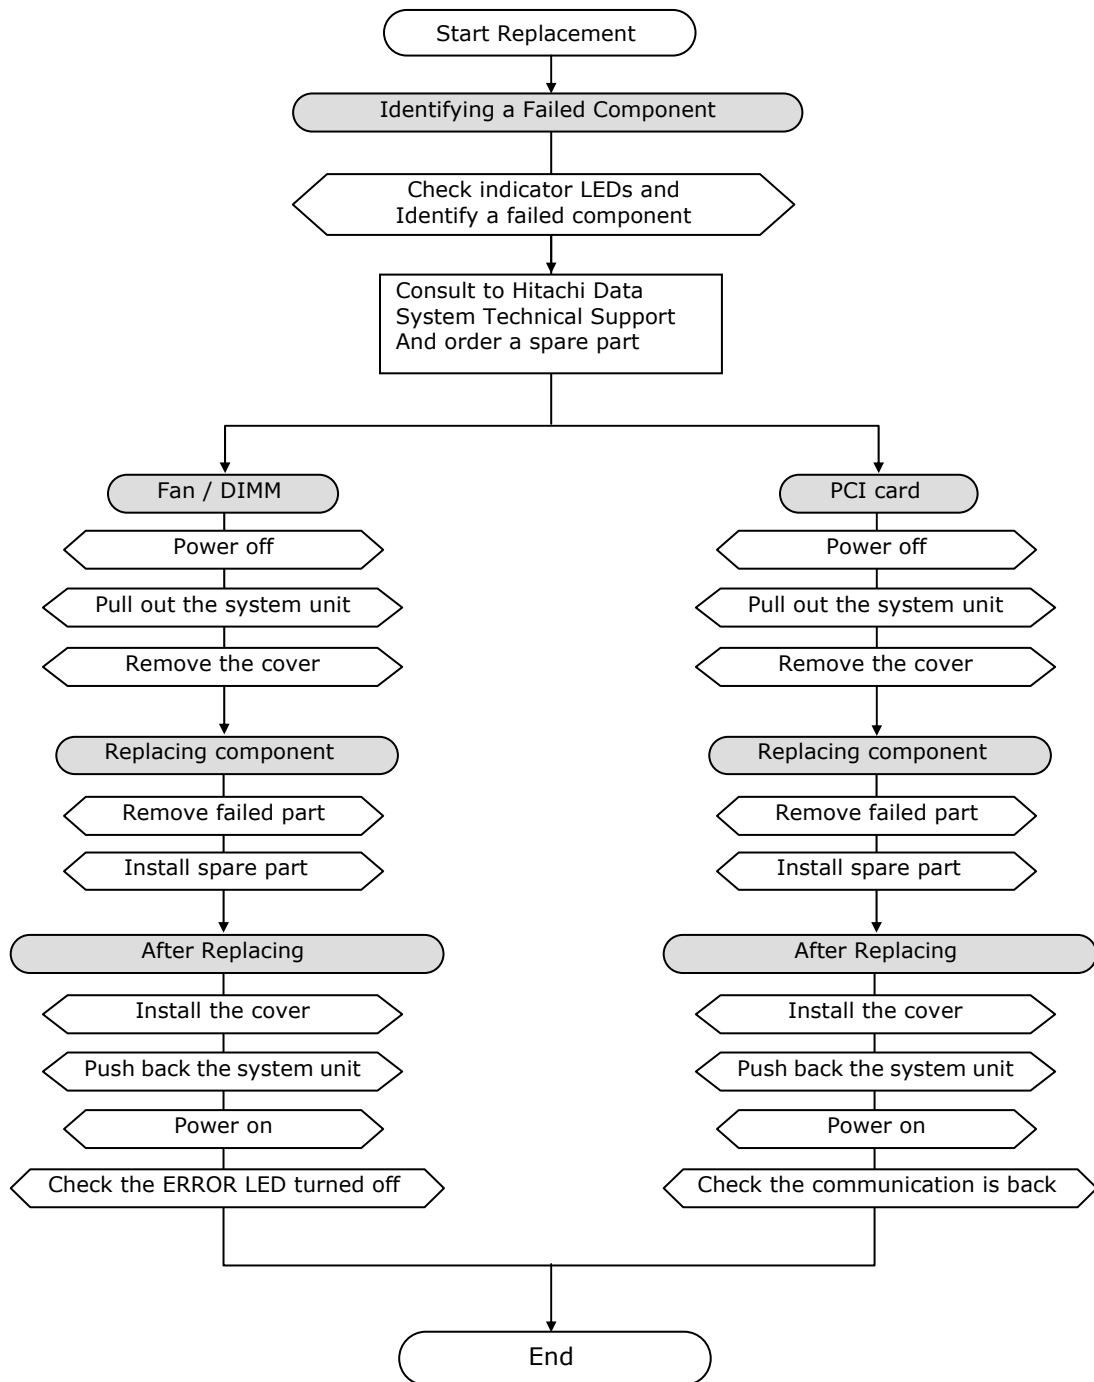 Start Replacement
Identifying a Failed Component
Check indicator LEDs and
Identify a failed component
Consult to Hitachi Data
System Technical Support
And order a spare part
Fan / DIMM
Power off
Pull out the system unit
Remove the cover
Replacing component
Remove failed part
Install spare part
After Replacing
Install the cover
Push back the system unit
Power on
Check the ERROR LED turned off
PCI card
Power off
Pull out the system unit
Remove the cover
Replacing component
Remove failed part
Install spare part
After Replacing
Install the cover
Push back the system unit
Power on
Check the communication is back
End